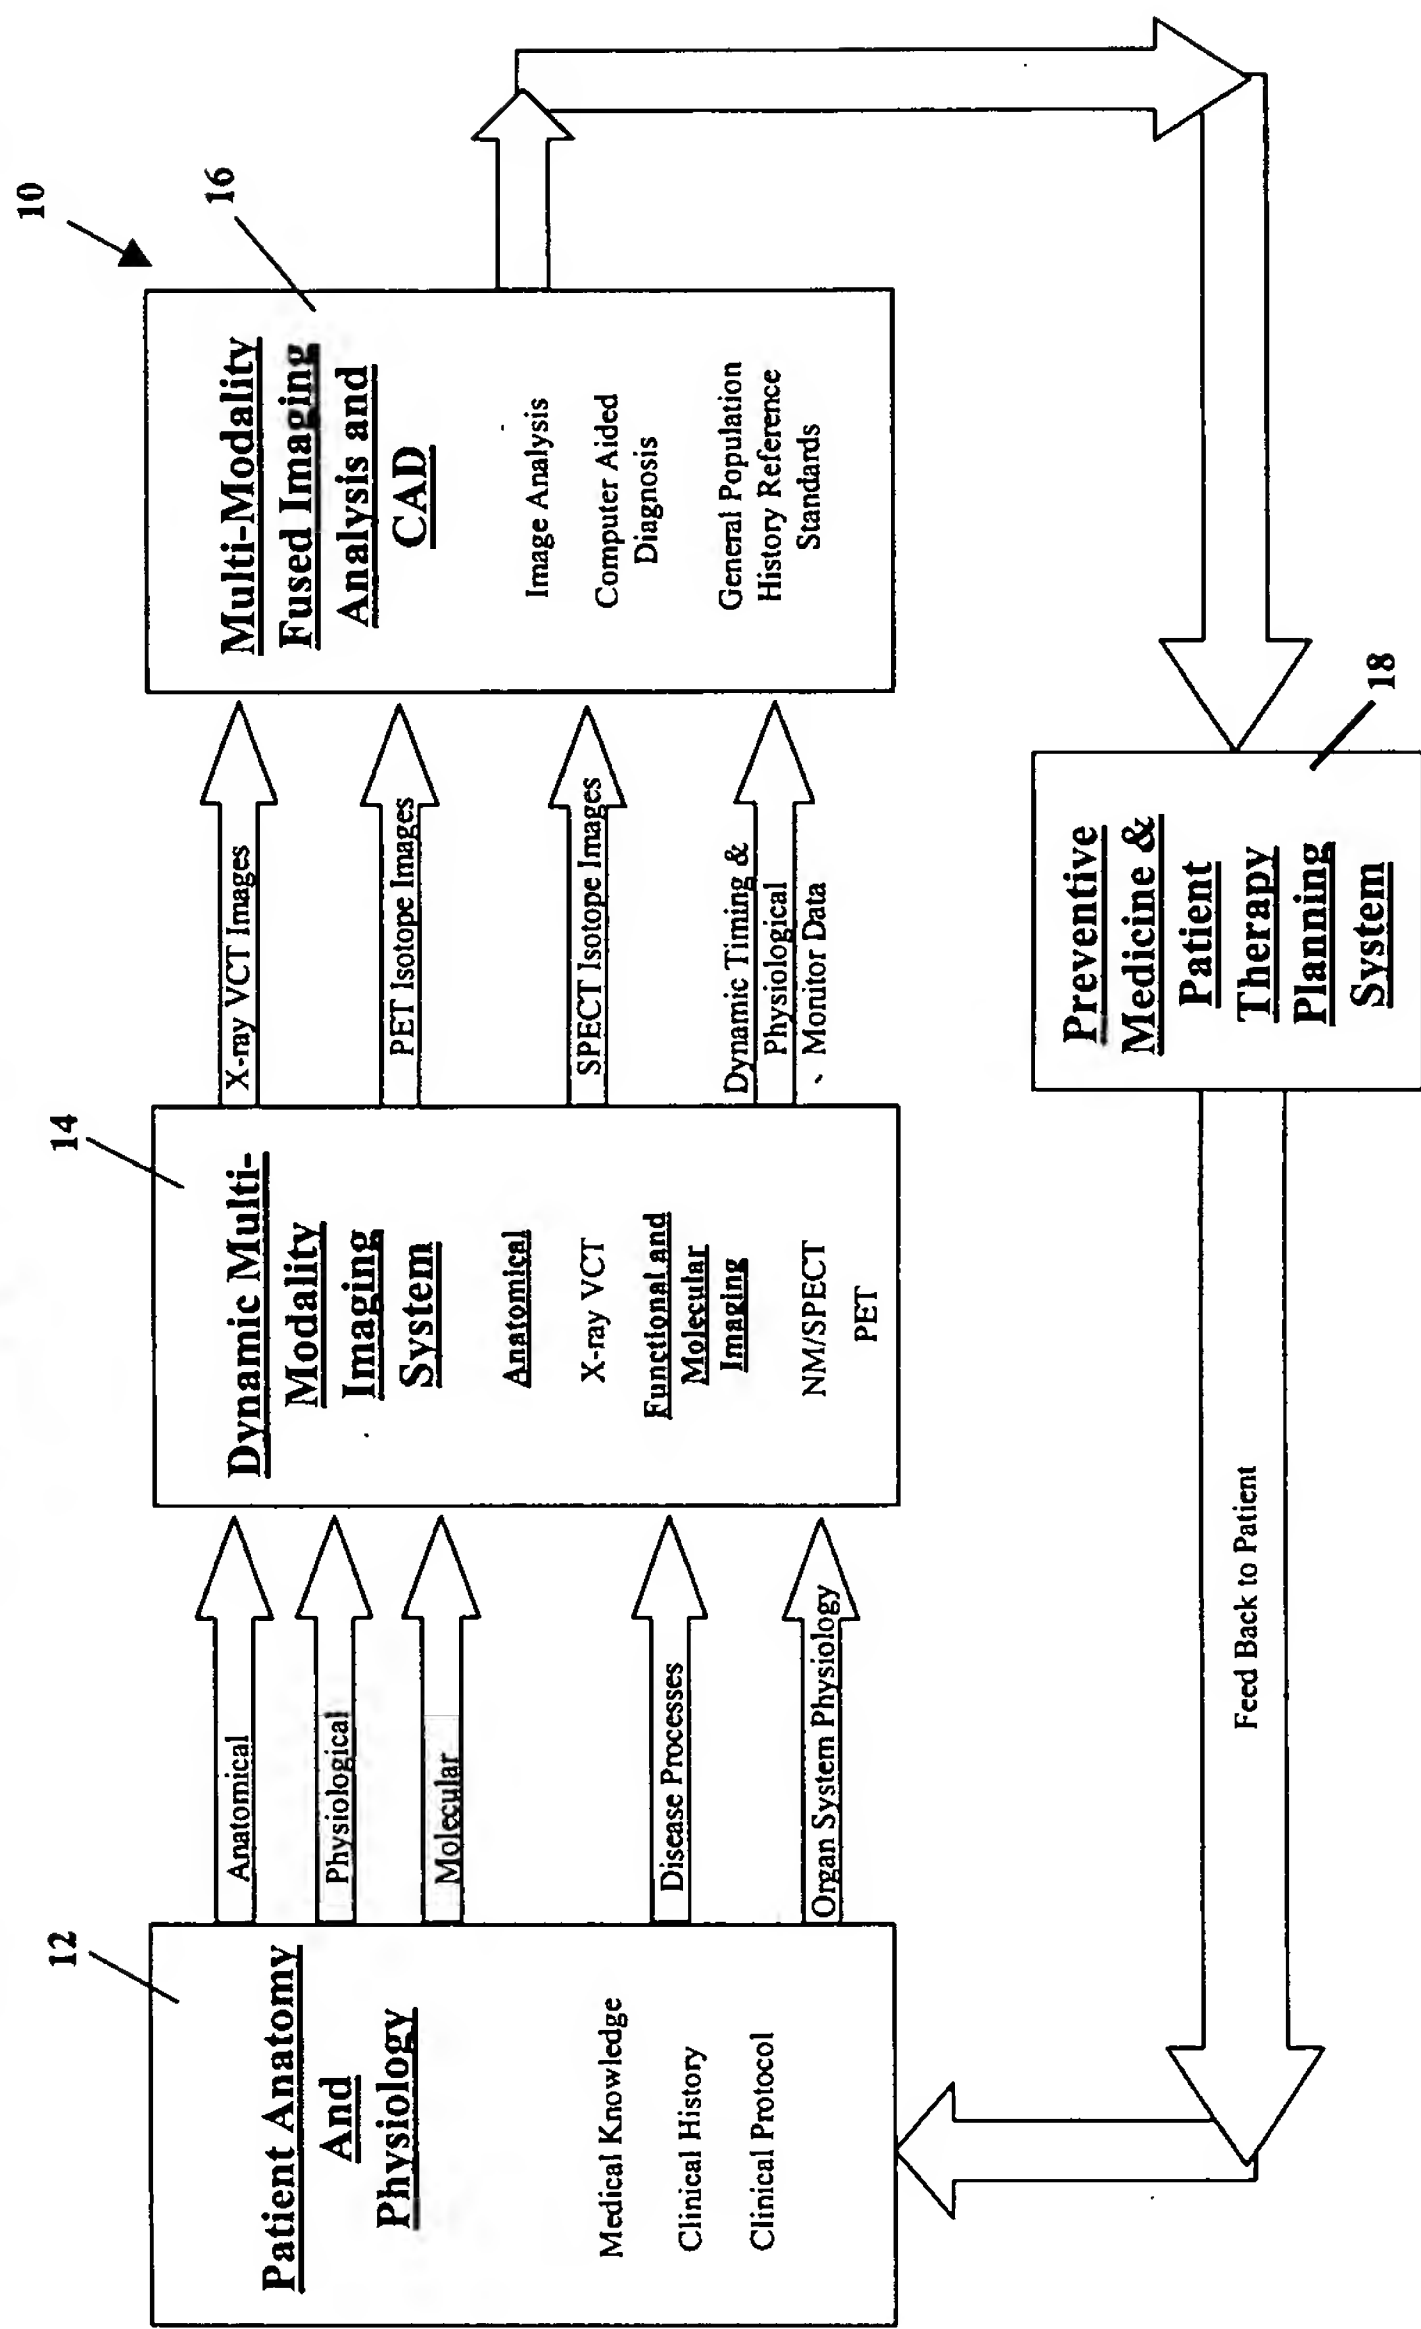 10
12
Patient Anatomy
And
Physiology
Medical Knowledge
Clinical History
Clinical Protocol
Anatomical
Physiological
Molecular
Disease Processes
Organ System Physiology
14
Dynamic Multi-
Modality
Imaging
System
Anatomical
X-ray VCT
Functional and
Molecular
Imaging
NM/SPECT
PET
X-ray VCT Images
PET Isotope Images
SPECT Isotope Images
Dynamic Timing &
Physiological
Monitor Data
16
Multi-Modality
Fused Imaging
Analysis and
CAD
Image Analysis
Computer Aided
Diagnosis
General Population
History Reference
Standards
18
Preventive
Medicine &
Patient
Therapy
Planning
System
Feed Back to Patient